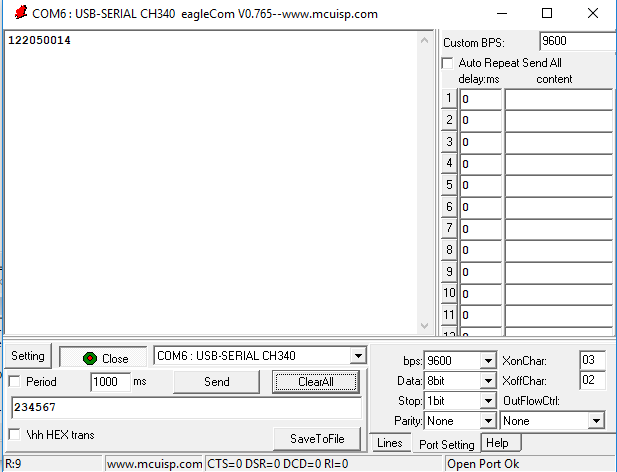 COM6 : USB-SERIAL CH340 eagleCom V0.765--www.mcuisp.com
122050014
Custom BPS: 9600
Auto Repeat Send All
delay:ms content
1 0
2 0
3 0
4 0
5 0
6 0
7 0
8 0
9 0
10 0
11 0
12 0
Setting Close COM6 : USB-SERIAL CH340
Period 1000 ms Send ClearAll
234567
\hh HEX trans SaveToFile
bps: 9600 XonChar: 03
Data: 8bit XoffChar: 02
Stop: 1bit OutFlowCtrl:
Parity: None None
Lines Port Setting Help
R:9 www.mcuisp.com CTS=0 DSR=0 DCD=0 RI=0 Open Port Ok